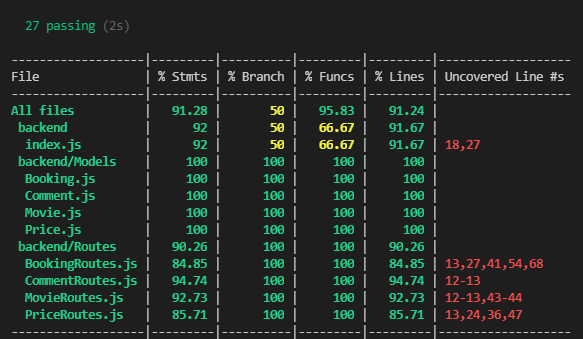 27 passing (2s)
--------------------|---------|----------|---------|---------|-------------------
File                | % Stmts | % Branch | % Funcs | % Lines | Uncovered Line #s
--------------------|---------|----------|---------|---------|-------------------
All files           |   91.28 |       50 |   95.83 |   91.24 |
 backend            |      92 |       50 |   66.67 |   91.67 |
  index.js          |      92 |       50 |   66.67 |   91.67 | 18,27
 backend/Models     |     100 |      100 |     100 |     100 |
  Booking.js        |     100 |      100 |     100 |     100 |
  Comment.js        |     100 |      100 |     100 |     100 |
  Movie.js          |     100 |      100 |     100 |     100 |
  Price.js          |     100 |      100 |     100 |     100 |
 backend/Routes     |   90.26 |      100 |     100 |   90.26 |
  BookingRoutes.js  |   84.85 |      100 |     100 |   84.85 | 13,27,41,54,68
  CommentRoutes.js  |   94.74 |      100 |     100 |   94.74 | 12-13
  MovieRoutes.js    |   92.73 |      100 |     100 |   92.73 | 12-13,43-44
  PriceRoutes.js    |   85.71 |      100 |     100 |   85.71 | 13,24,36,47
--------------------|---------|----------|---------|---------|-------------------